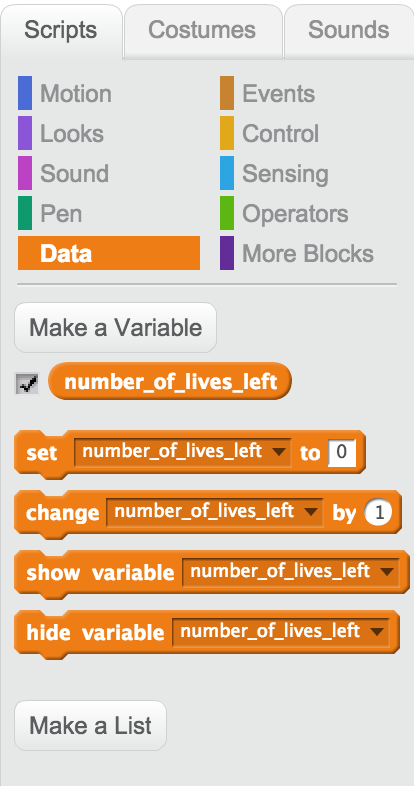 Scripts Costumes Sounds
Motion Events
Looks Control
Sound Sensing
Pen Operators
Data More Blocks
Make a Variable
number_of_lives_left
set number_of_lives_left to 0
change number_of_lives_left by 1
show variable number_of_lives_left
hide variable number_of_lives_left
Make a List